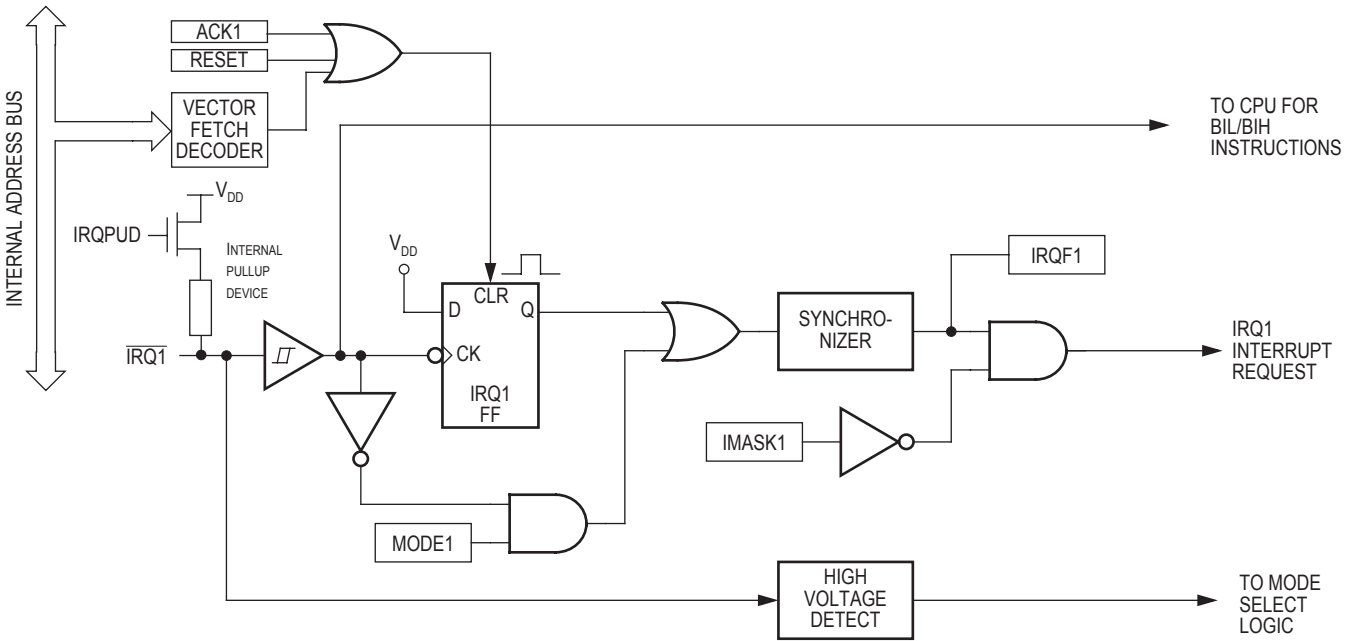 INTERNAL ADDRESS BUS
ACK1
RESET
VECTOR
FETCH
DECODER
TO CPU FOR
BIL/BIH
INSTRUCTIONS
VDD
IRQPUD
INTERNAL
PULLUP
DEVICE
VDD
CLR
D
Q
CK
IRQ1
FF
IRQ1
SYNCHRO-
NIZER
IRQF1
IRQ1
INTERRUPT
REQUEST
IMASK1
MODE1
HIGH
VOLTAGE
DETECT
TO MODE
SELECT
LOGIC